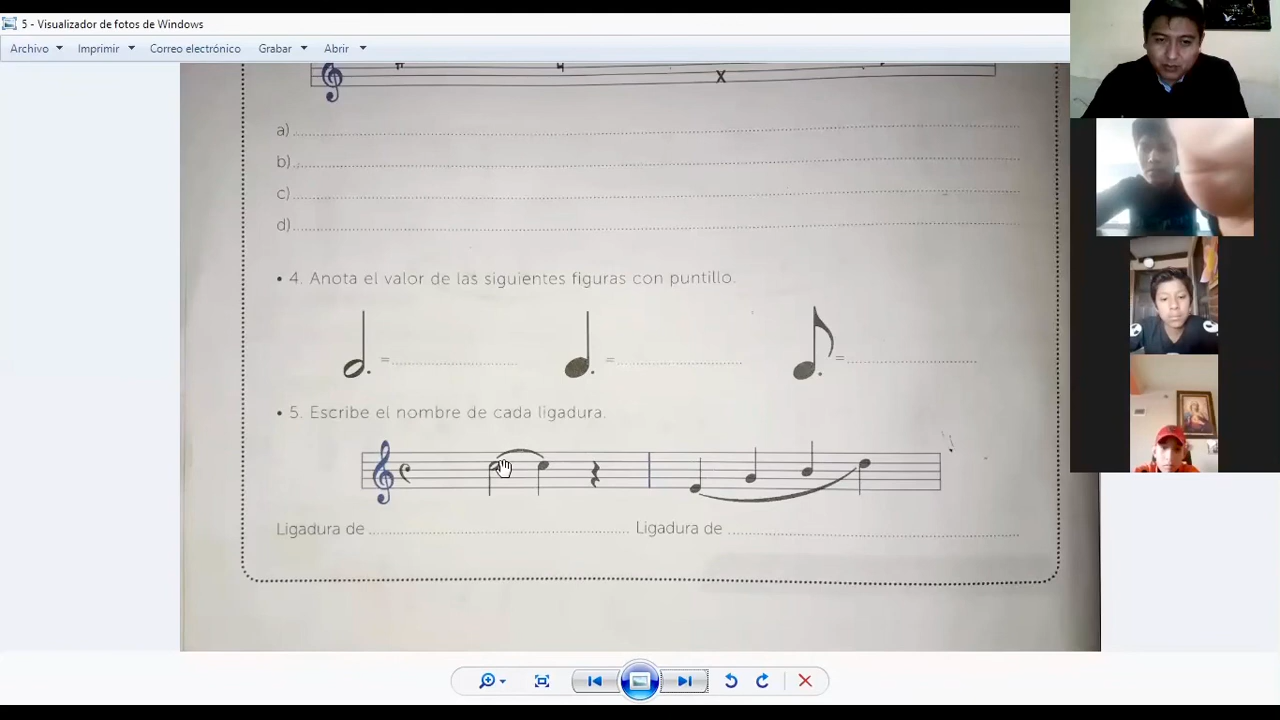 5 - Visualizador de fotos de Windows
Archivo Imprimir Correo electrónico Grabar Abrir
a)
b)
c)
d)
• 4. Anota el valor de las siguientes figuras con puntillo.
= = =
• 5. Escribe el nombre de cada ligadura.
Ligadura de Ligadura de